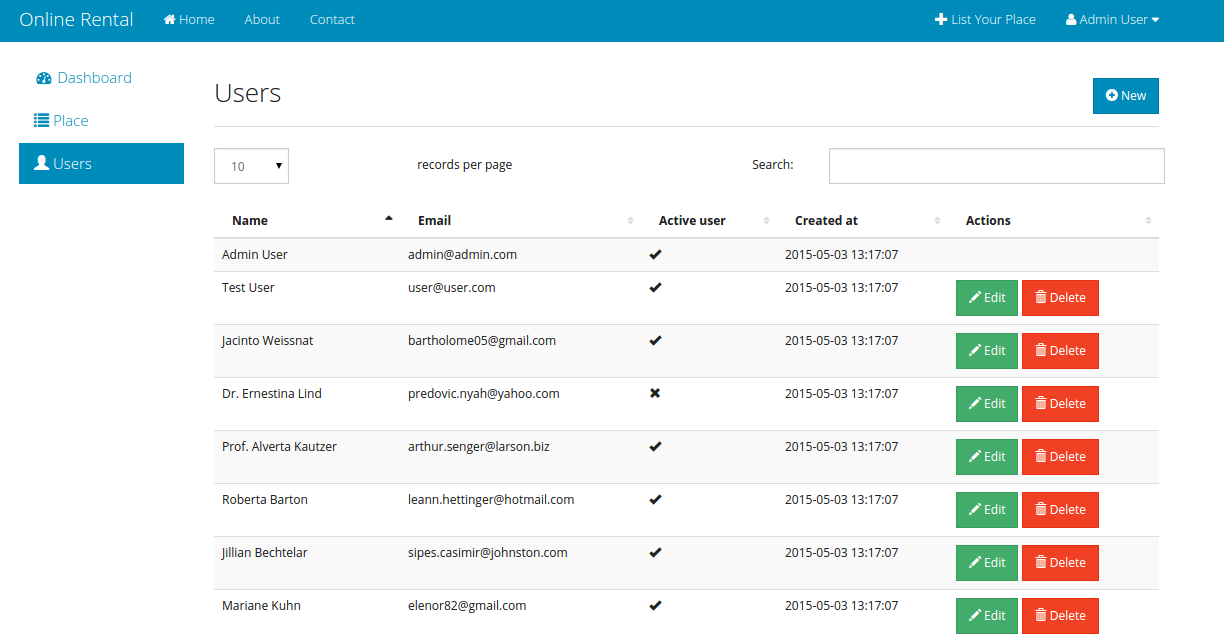 Online Rental Home About Contact List Your Place Admin User
Dashboard
Place
Users
Users
New
10 records per page Search:
Name Email Active user Created at Actions
Admin User admin@admin.com ✔ 2015-05-03 13:17:07
Test User user@user.com ✔ 2015-05-03 13:17:07 Edit Delete
Jacinto Weissnat bartholome05@gmail.com ✔ 2015-05-03 13:17:07 Edit Delete
Dr. Ernestina Lind predovic.nyah@yahoo.com ✖ 2015-05-03 13:17:07 Edit Delete
Prof. Alverta Kautzer arthur.senger@larson.biz ✔ 2015-05-03 13:17:07 Edit Delete
Roberta Barton leann.hettinger@hotmail.com ✔ 2015-05-03 13:17:07 Edit Delete
Jillian Bechtelar sipes.casimir@johnston.com ✔ 2015-05-03 13:17:07 Edit Delete
Mariane Kuhn elenor82@gmail.com ✔ 2015-05-03 13:17:07 Edit Delete